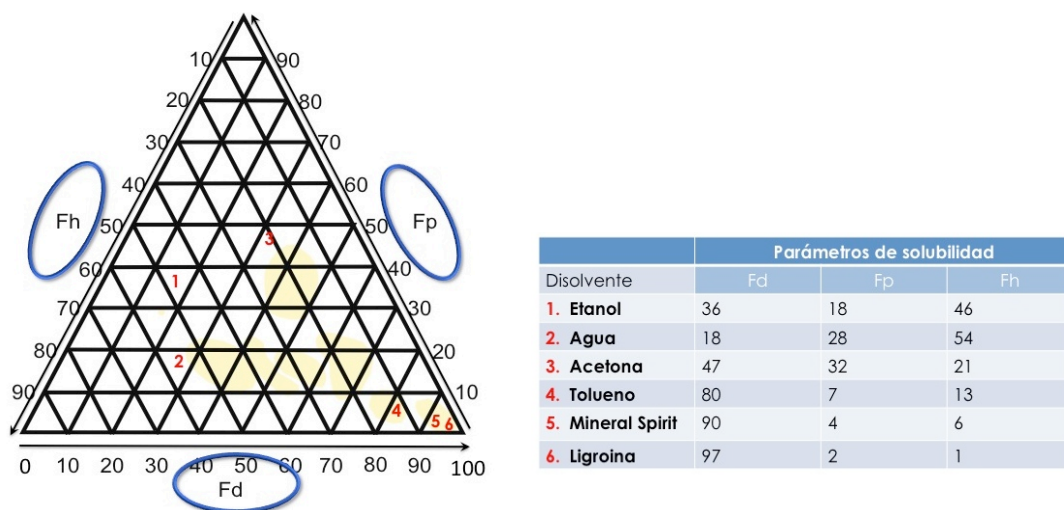 10 90
20 80
30 70
40 60
Fh Fp
50 50
3
60 40
1
70 30
80 20
2
90 10
4
5 6
0 10 20 30 40 50 60 70 80 90 100
Fd
Parámetros de solubilidad
Disolvente Fd Fp Fh
1. Etanol 36 18 46
2. Agua 18 28 54
3. Acetona 47 32 21
4. Tolueno 80 7 13
5. Mineral Spirit 90 4 6
6. Ligroina 97 2 1